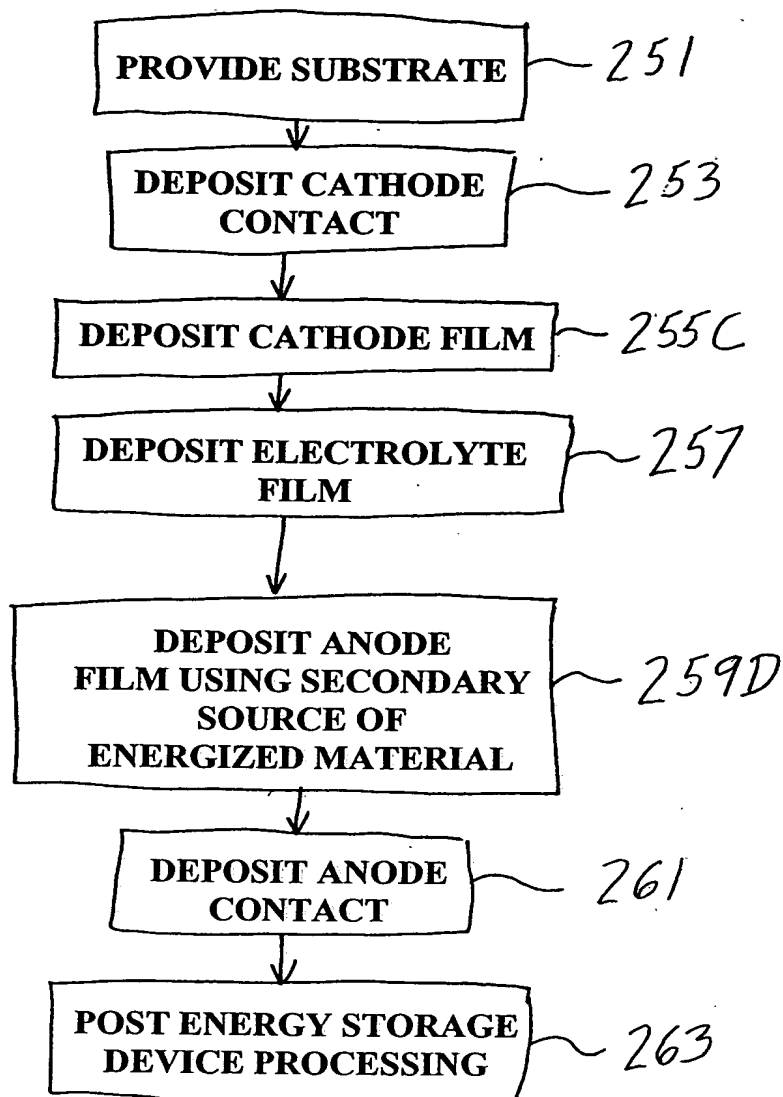 PROVIDE SUBSTRATE 251
DEPOSIT CATHODE
CONTACT
253
DEPOSIT CATHODE FILM 255C
DEPOSIT ELECTROLYTE
FILM
257
DEPOSIT ANODE
FILM USING SECONDARY
SOURCE OF
ENERGIZED MATERIAL
259D
DEPOSIT ANODE
CONTACT
261
POST ENERGY STORAGE
DEVICE PROCESSING
263